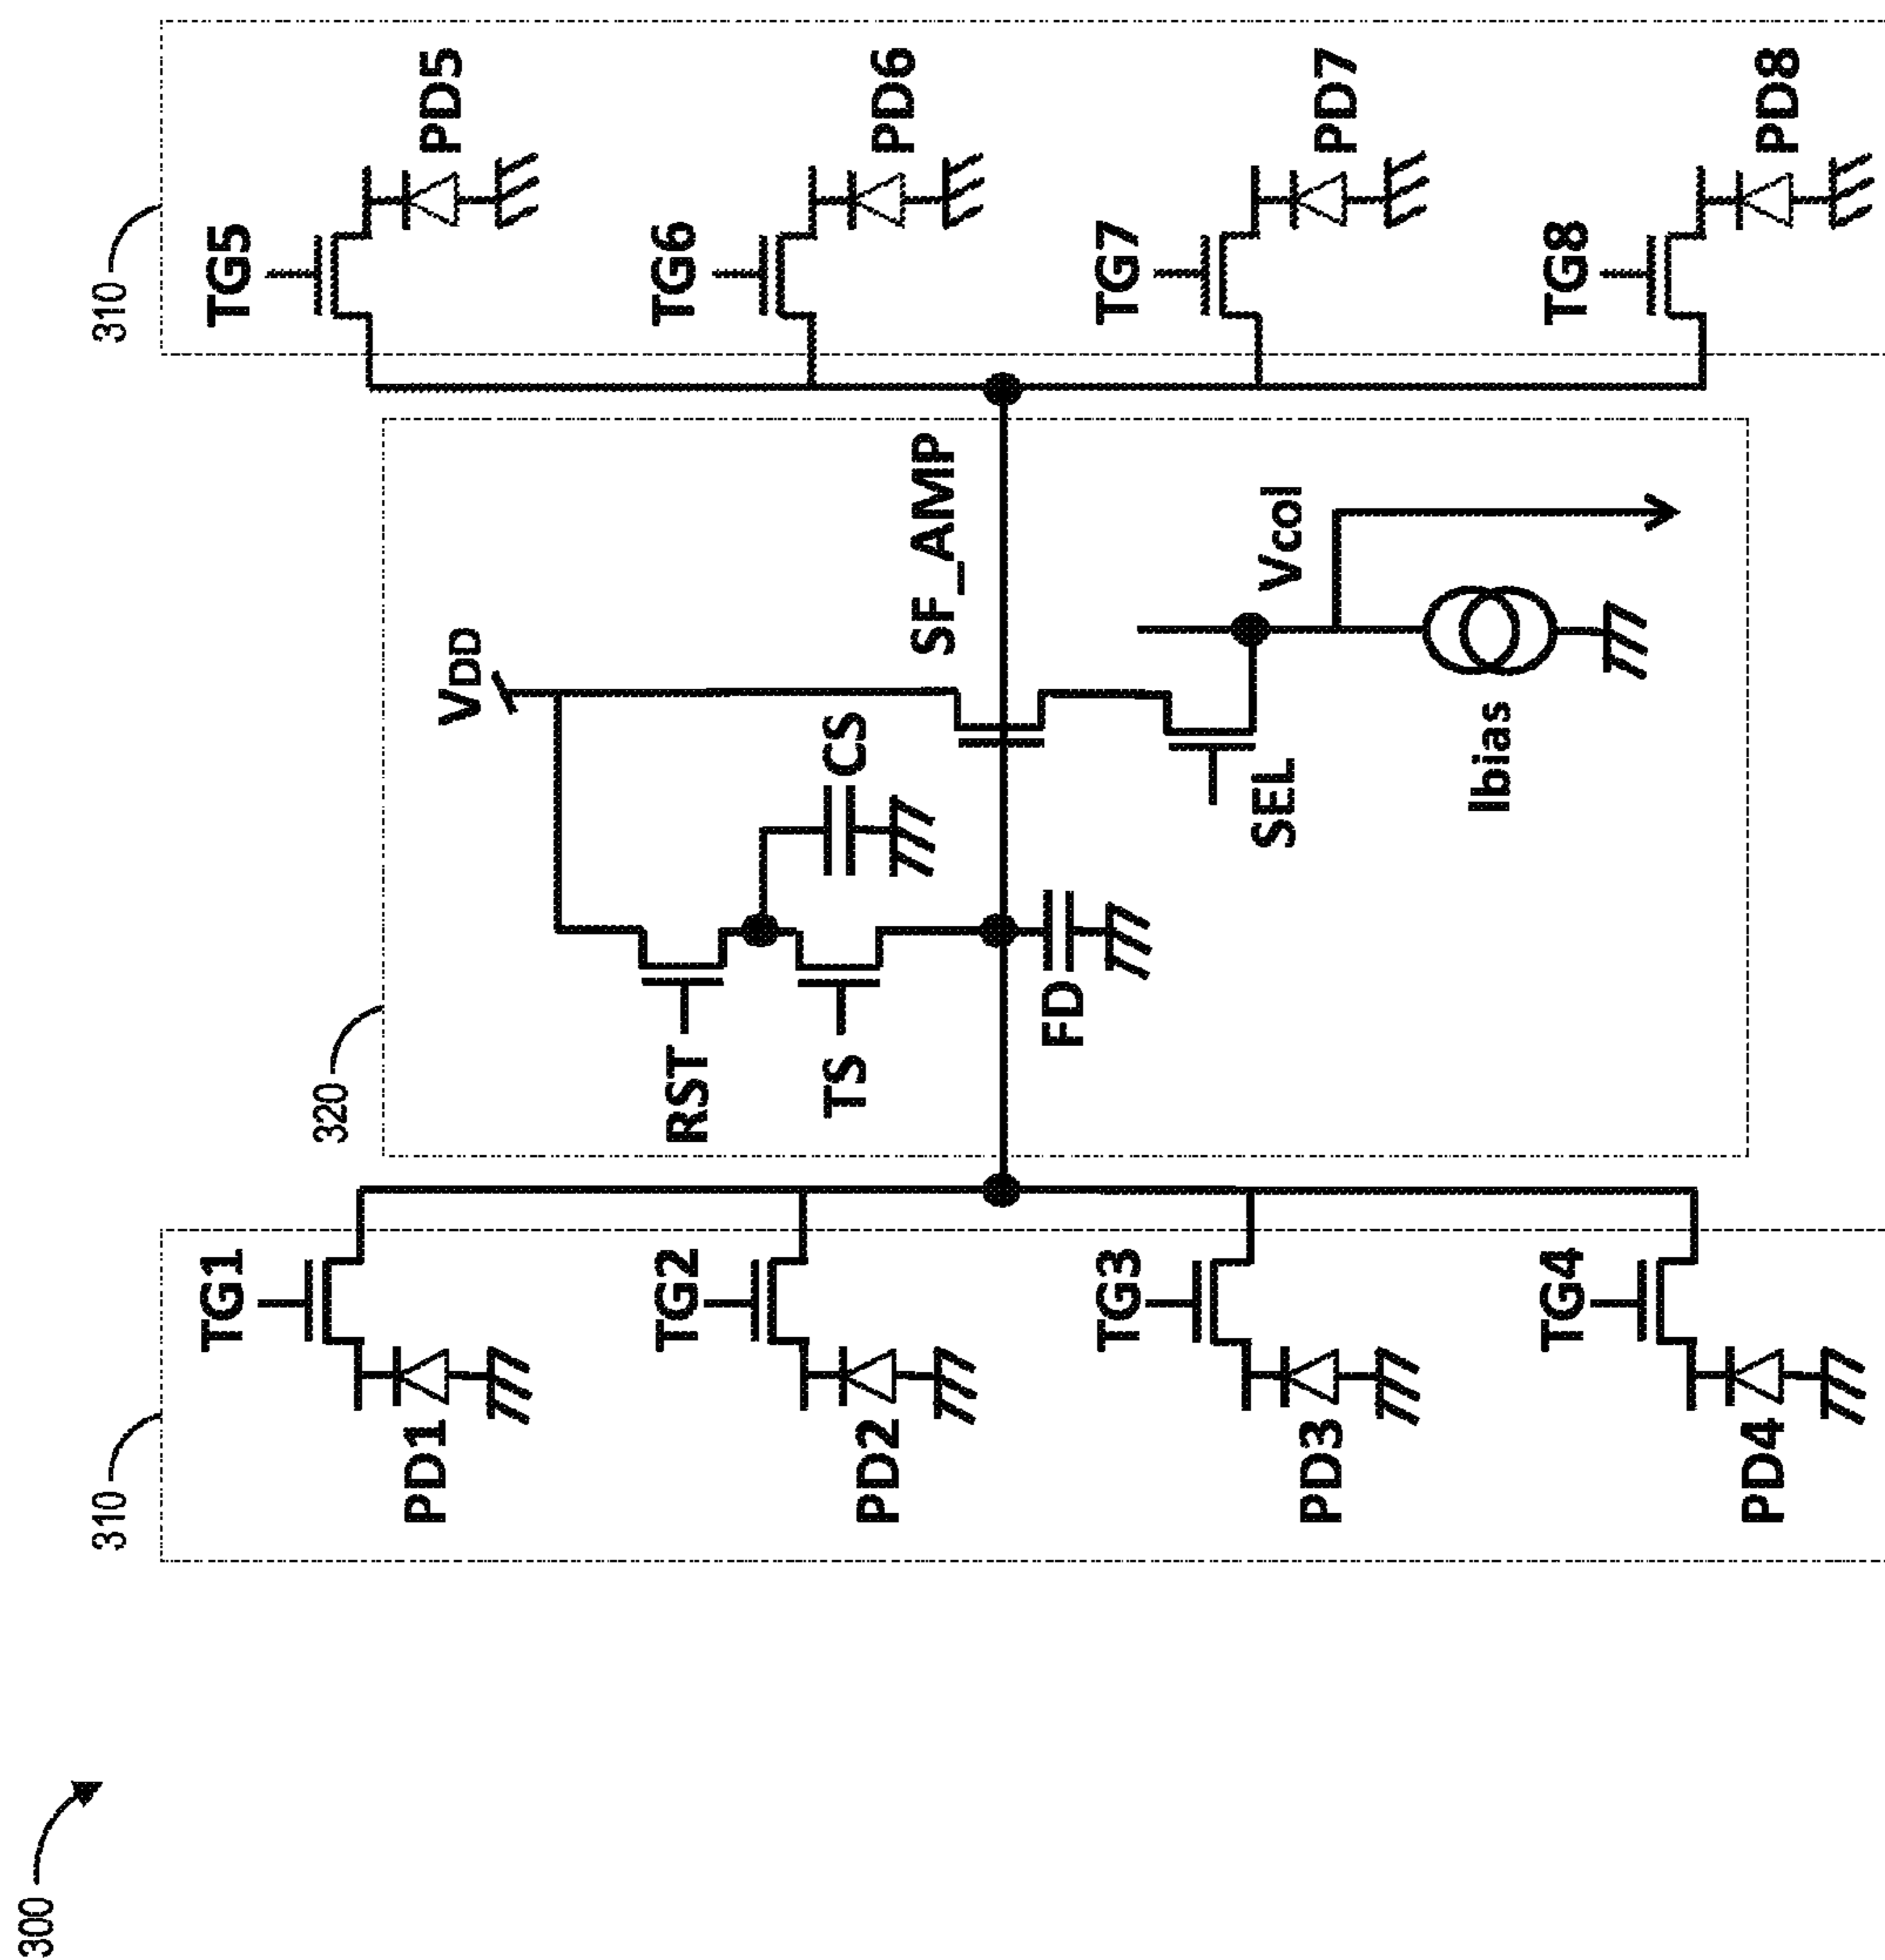 300
310
TG1
PD1
TG2
PD2
TG3
PD3
TG4
PD4
320
VDD
RST
TS
CS
FD
SF_AMP
SEL
Vcol
Ibias
310
TG5
PD5
TG6
PD6
TG7
PD7
TG8
PD8